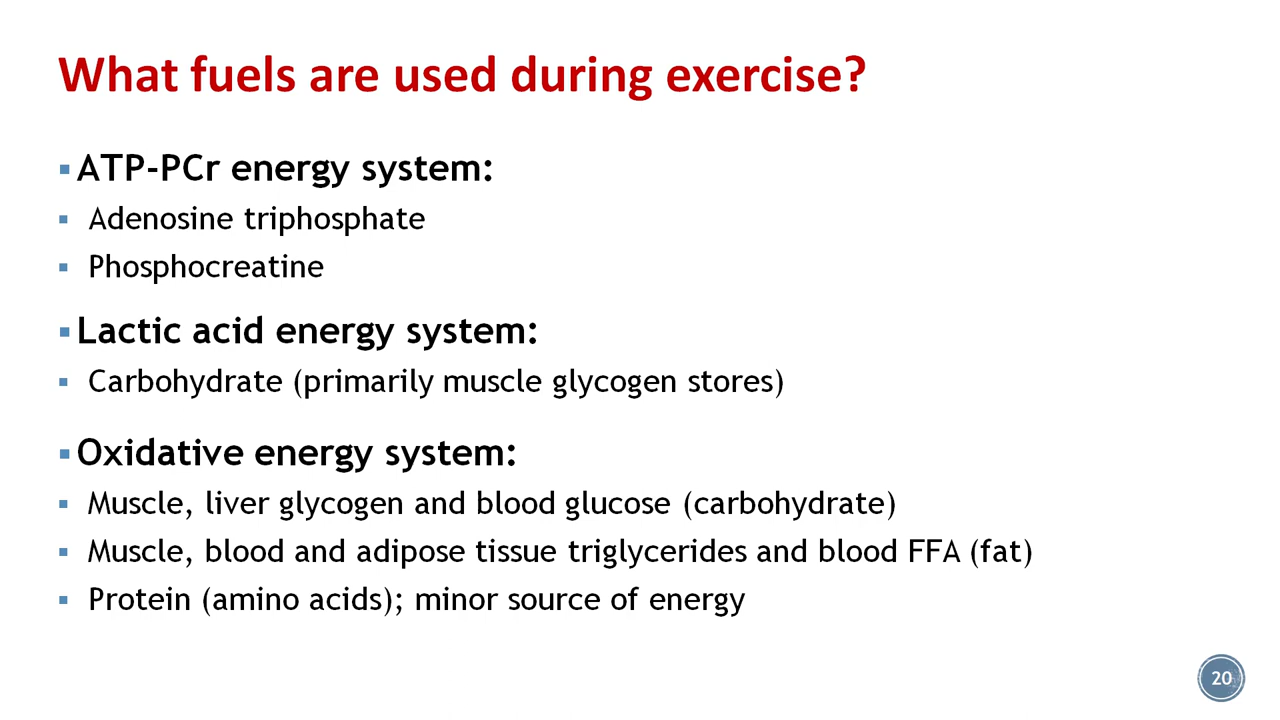 What fuels are used during exercise?
▪ ATP-PCr energy system:
▪ Adenosine triphosphate
▪ Phosphocreatine
▪ Lactic acid energy system:
▪ Carbohydrate (primarily muscle glycogen stores)
▪ Oxidative energy system:
▪ Muscle, liver glycogen and blood glucose (carbohydrate)
▪ Muscle, blood and adipose tissue triglycerides and blood FFA (fat)
▪ Protein (amino acids); minor source of energy
20